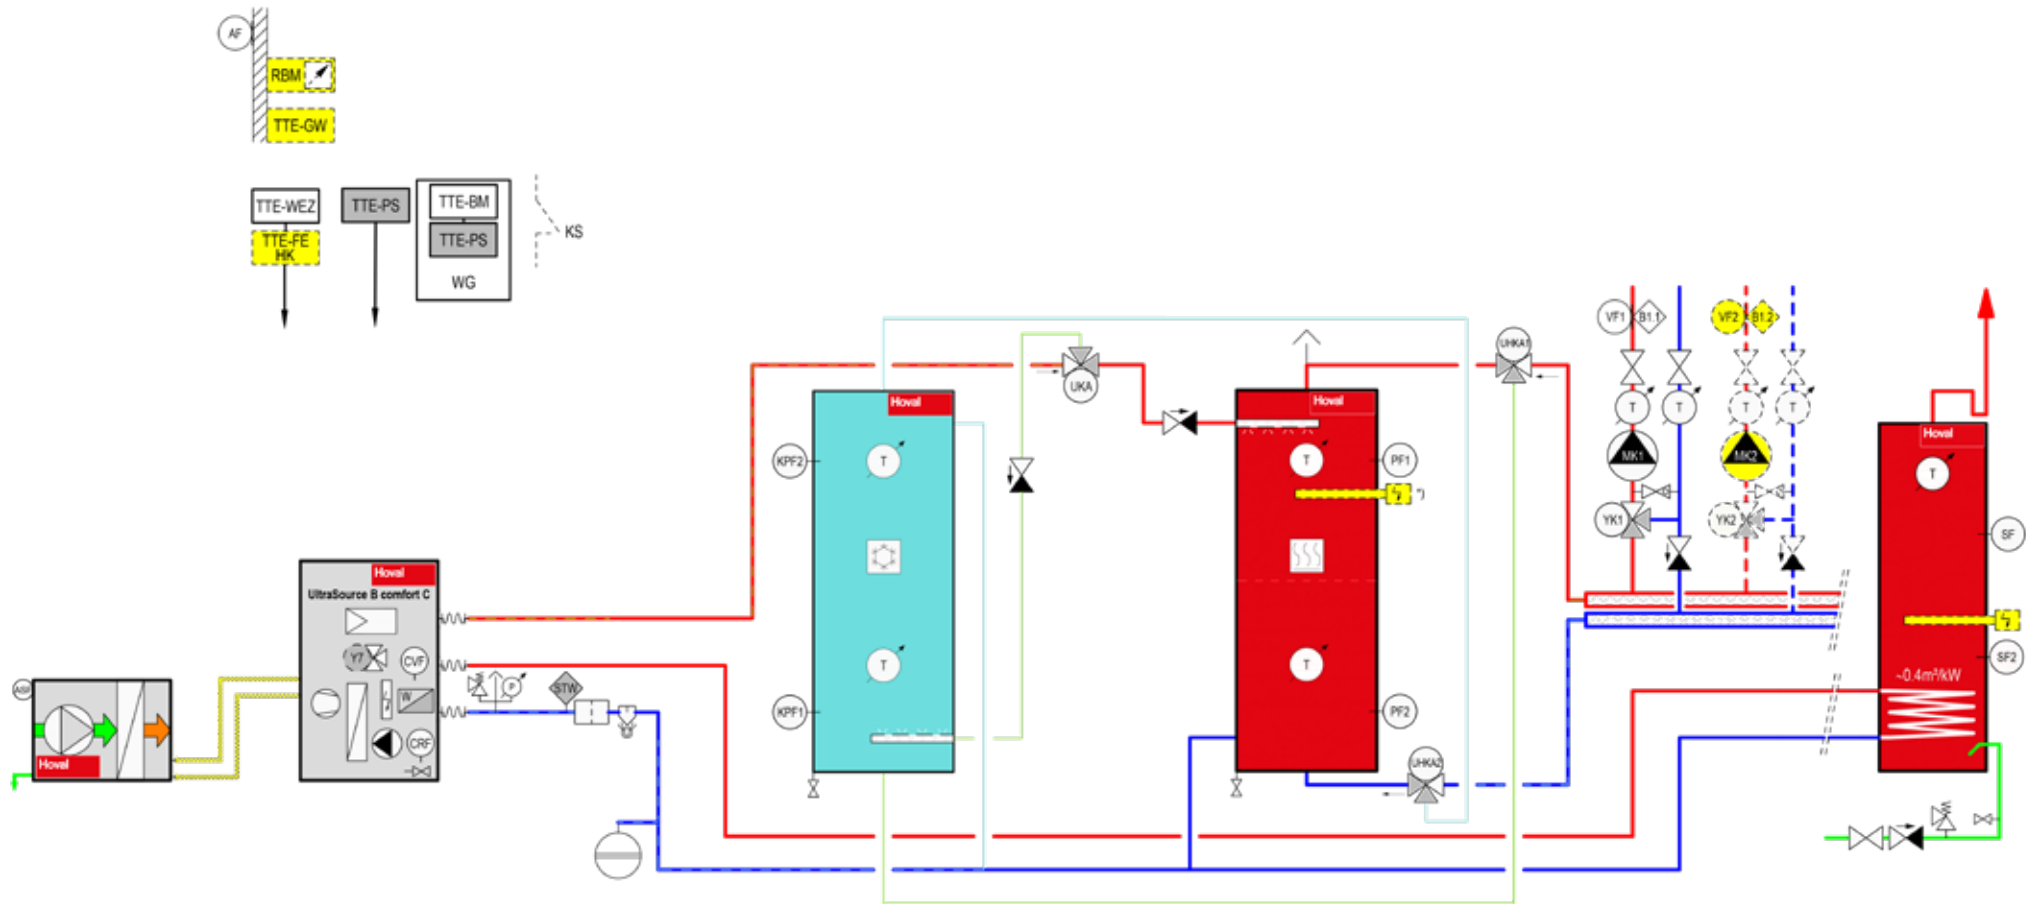 AF
RBM
TTE-GW
TTE-WEZ
TTE-PS
TTE-BM
TTE-FE
HK
TTE-PS
WG
KS
VF1
B1.1
VF2
B1.2
UHKA1
UKA
T
T
T
T
Hoval
Hoval
Hoval
KPF2
T
T
PF1
*)
MK1
MK2
T
YK1
YK2
SF
Hoval
UltraSource B comfort C
Y7
CVF
W
CRF
P
STW
T
T
SF2
~0.4m³/kW
KPF1
PF2
UHKA2
Hoval